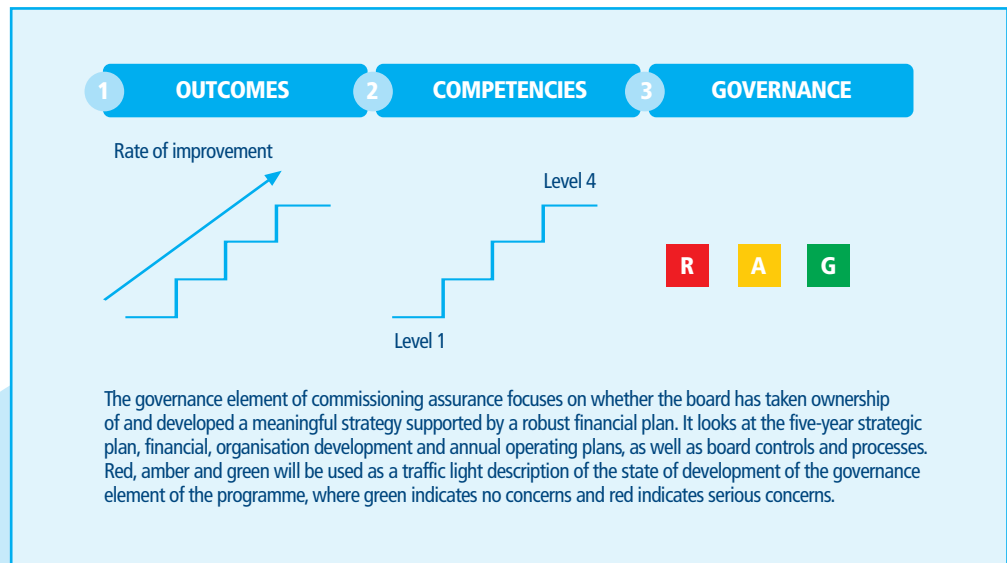 1 OUTCOMES 2 COMPETENCIES 3 GOVERNANCE
Rate of improvement
Level 4
R A G
Level 1
The governance element of commissioning assurance focuses on whether the board has taken ownership
of and developed a meaningful strategy supported by a robust financial plan. It looks at the five-year strategic
plan, financial, organisation development and annual operating plans, as well as board controls and processes.
Red, amber and green will be used as a traffic light description of the state of development of the governance
element of the programme, where green indicates no concerns and red indicates serious concerns.